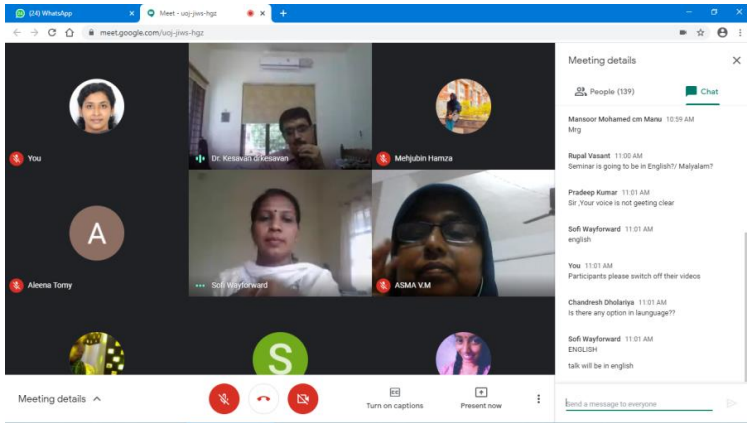 (24) WhatsApp
Meet - uoj-jiws-hgz
meet.google.com/uoj-jiws-hgz
You
Dr. Kesavan drkesavan
Mehjubin Hamza
A
Aleena Tomy
Sofi Wayforward
ASMA V.M
S
Meeting details
Turn on captions
Present now
Meeting details
People (139)
Chat
Mansoor Mohamed cm Manu 10:59 AM
Mrg
Rupal Vasant 11:00 AM
Seminar is going to be in English?/ Malyalam?
Pradeep Kumar 11:01 AM
Sir ,Your voice is not geeting clear
Sofi Wayforward 11:01 AM
english
You 11:01 AM
Participants please switch off their videos
Chandresh Dholariya 11:01 AM
Is there any option in launguage??
Sofi Wayforward 11:01 AM
ENGLISH
talk will be in english
Send a message to everyone